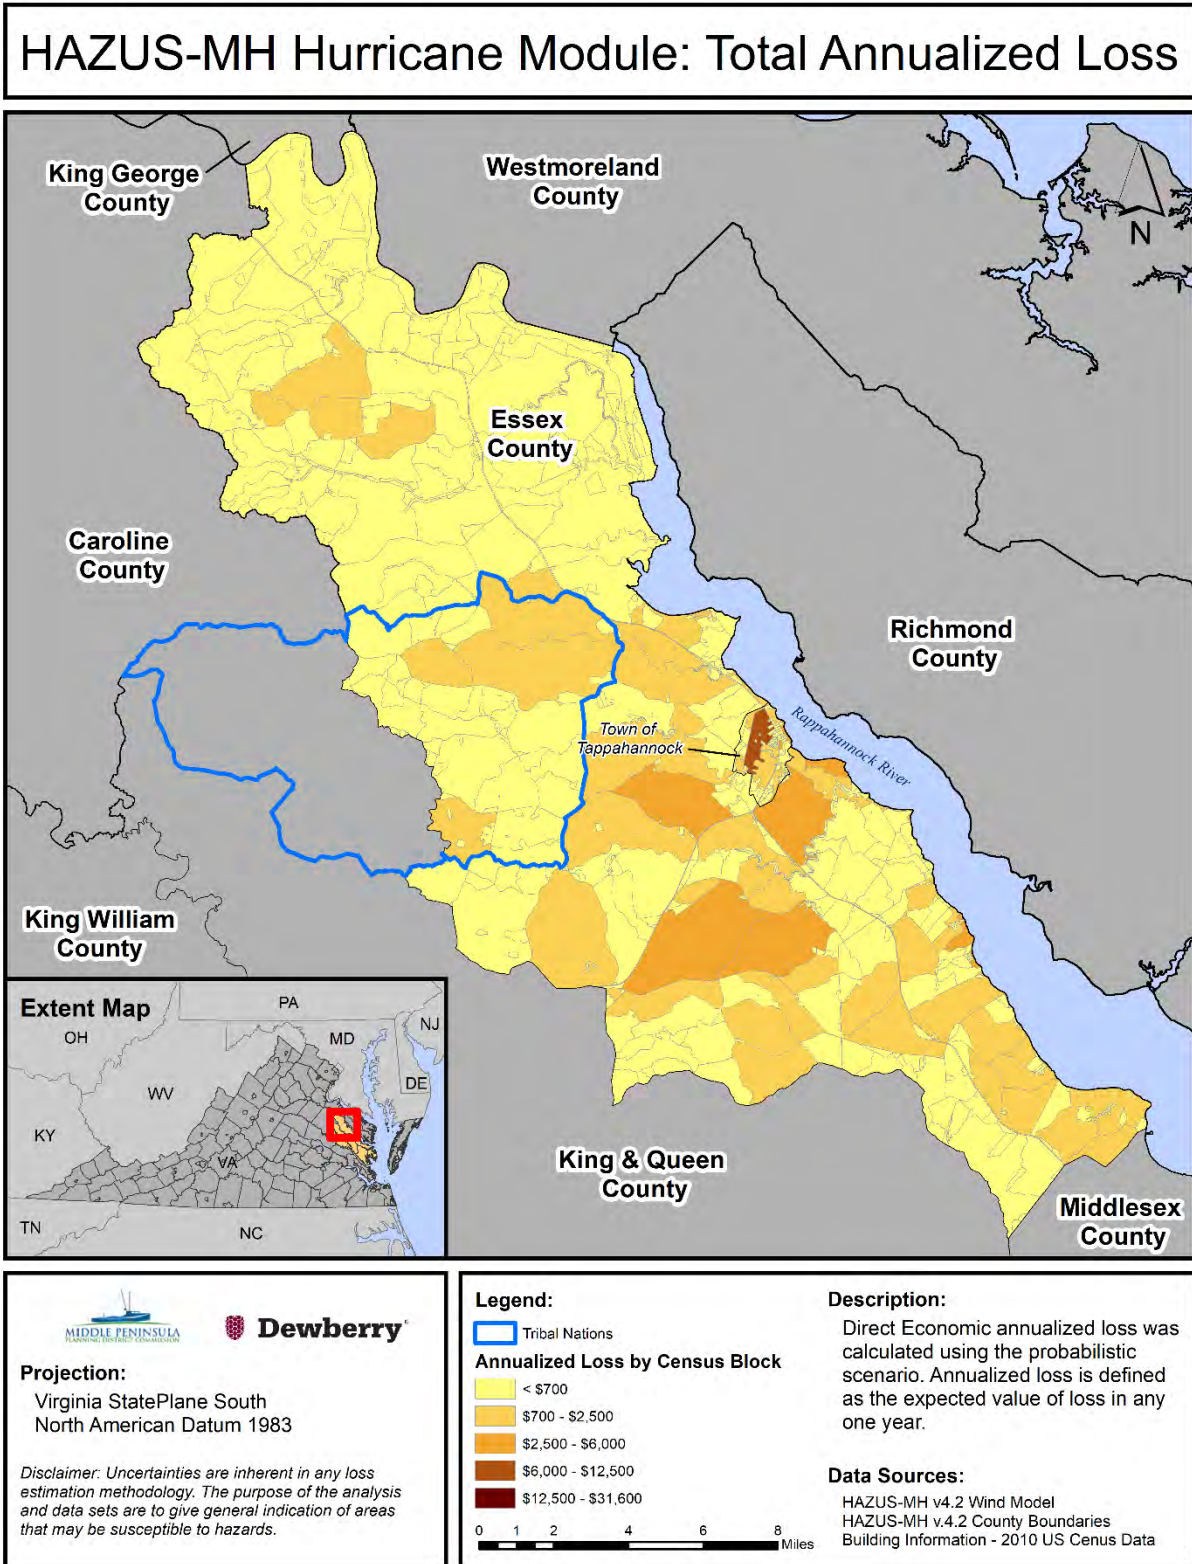 HAZUS-MH Hurricane Module: Total Annualized Loss
King George
County
Westmoreland
County
N
Essex
County
Caroline
County
Richmond
County
Town of
Tappahannock
Rappahannock River
King William
County
King & Queen
County
Middlesex
County
Extent Map
PA
OH
NJ
MD
DE
WV
KY
VA
TN
NC
MIDDLE PENINSULA
PLANNING DISTRICT COMMISSION
Dewberry
Projection:
Virginia StatePlane South
North American Datum 1983
Disclaimer: Uncertainties are inherent in any loss
estimation methodology. The purpose of the analysis
and data sets are to give general indication of areas
that may be susceptible to hazards.
Legend:
Tribal Nations
Annualized Loss by Census Block
< $700
$700 - $2,500
$2,500 - $6,000
$6,000 - $12,500
$12,500 - $31,600
0 1 2 4 6 8
Miles
Description:
Direct Economic annualized loss was
calculated using the probabilistic
scenario. Annualized loss is defined
as the expected value of loss in any
one year.
Data Sources:
HAZUS-MH v4.2 Wind Model
HAZUS-MH v.4.2 County Boundaries
Building Information - 2010 US Cenus Data